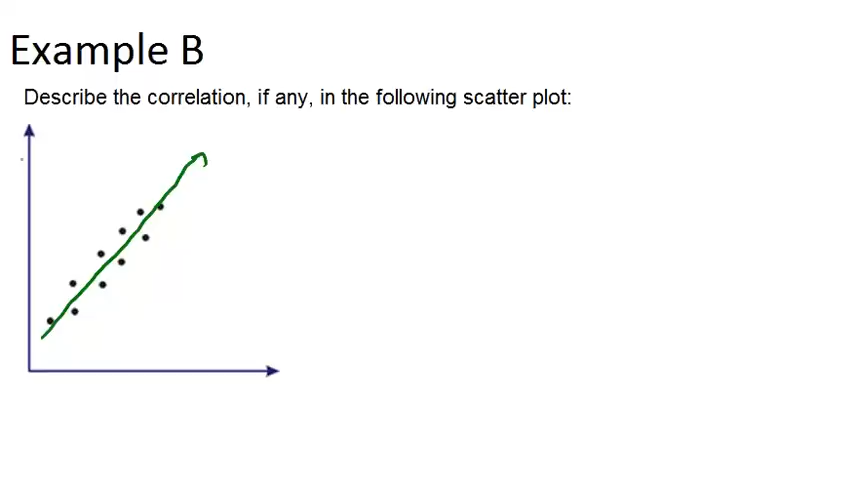 Example B
Describe the correlation, if any, in the following scatter plot: